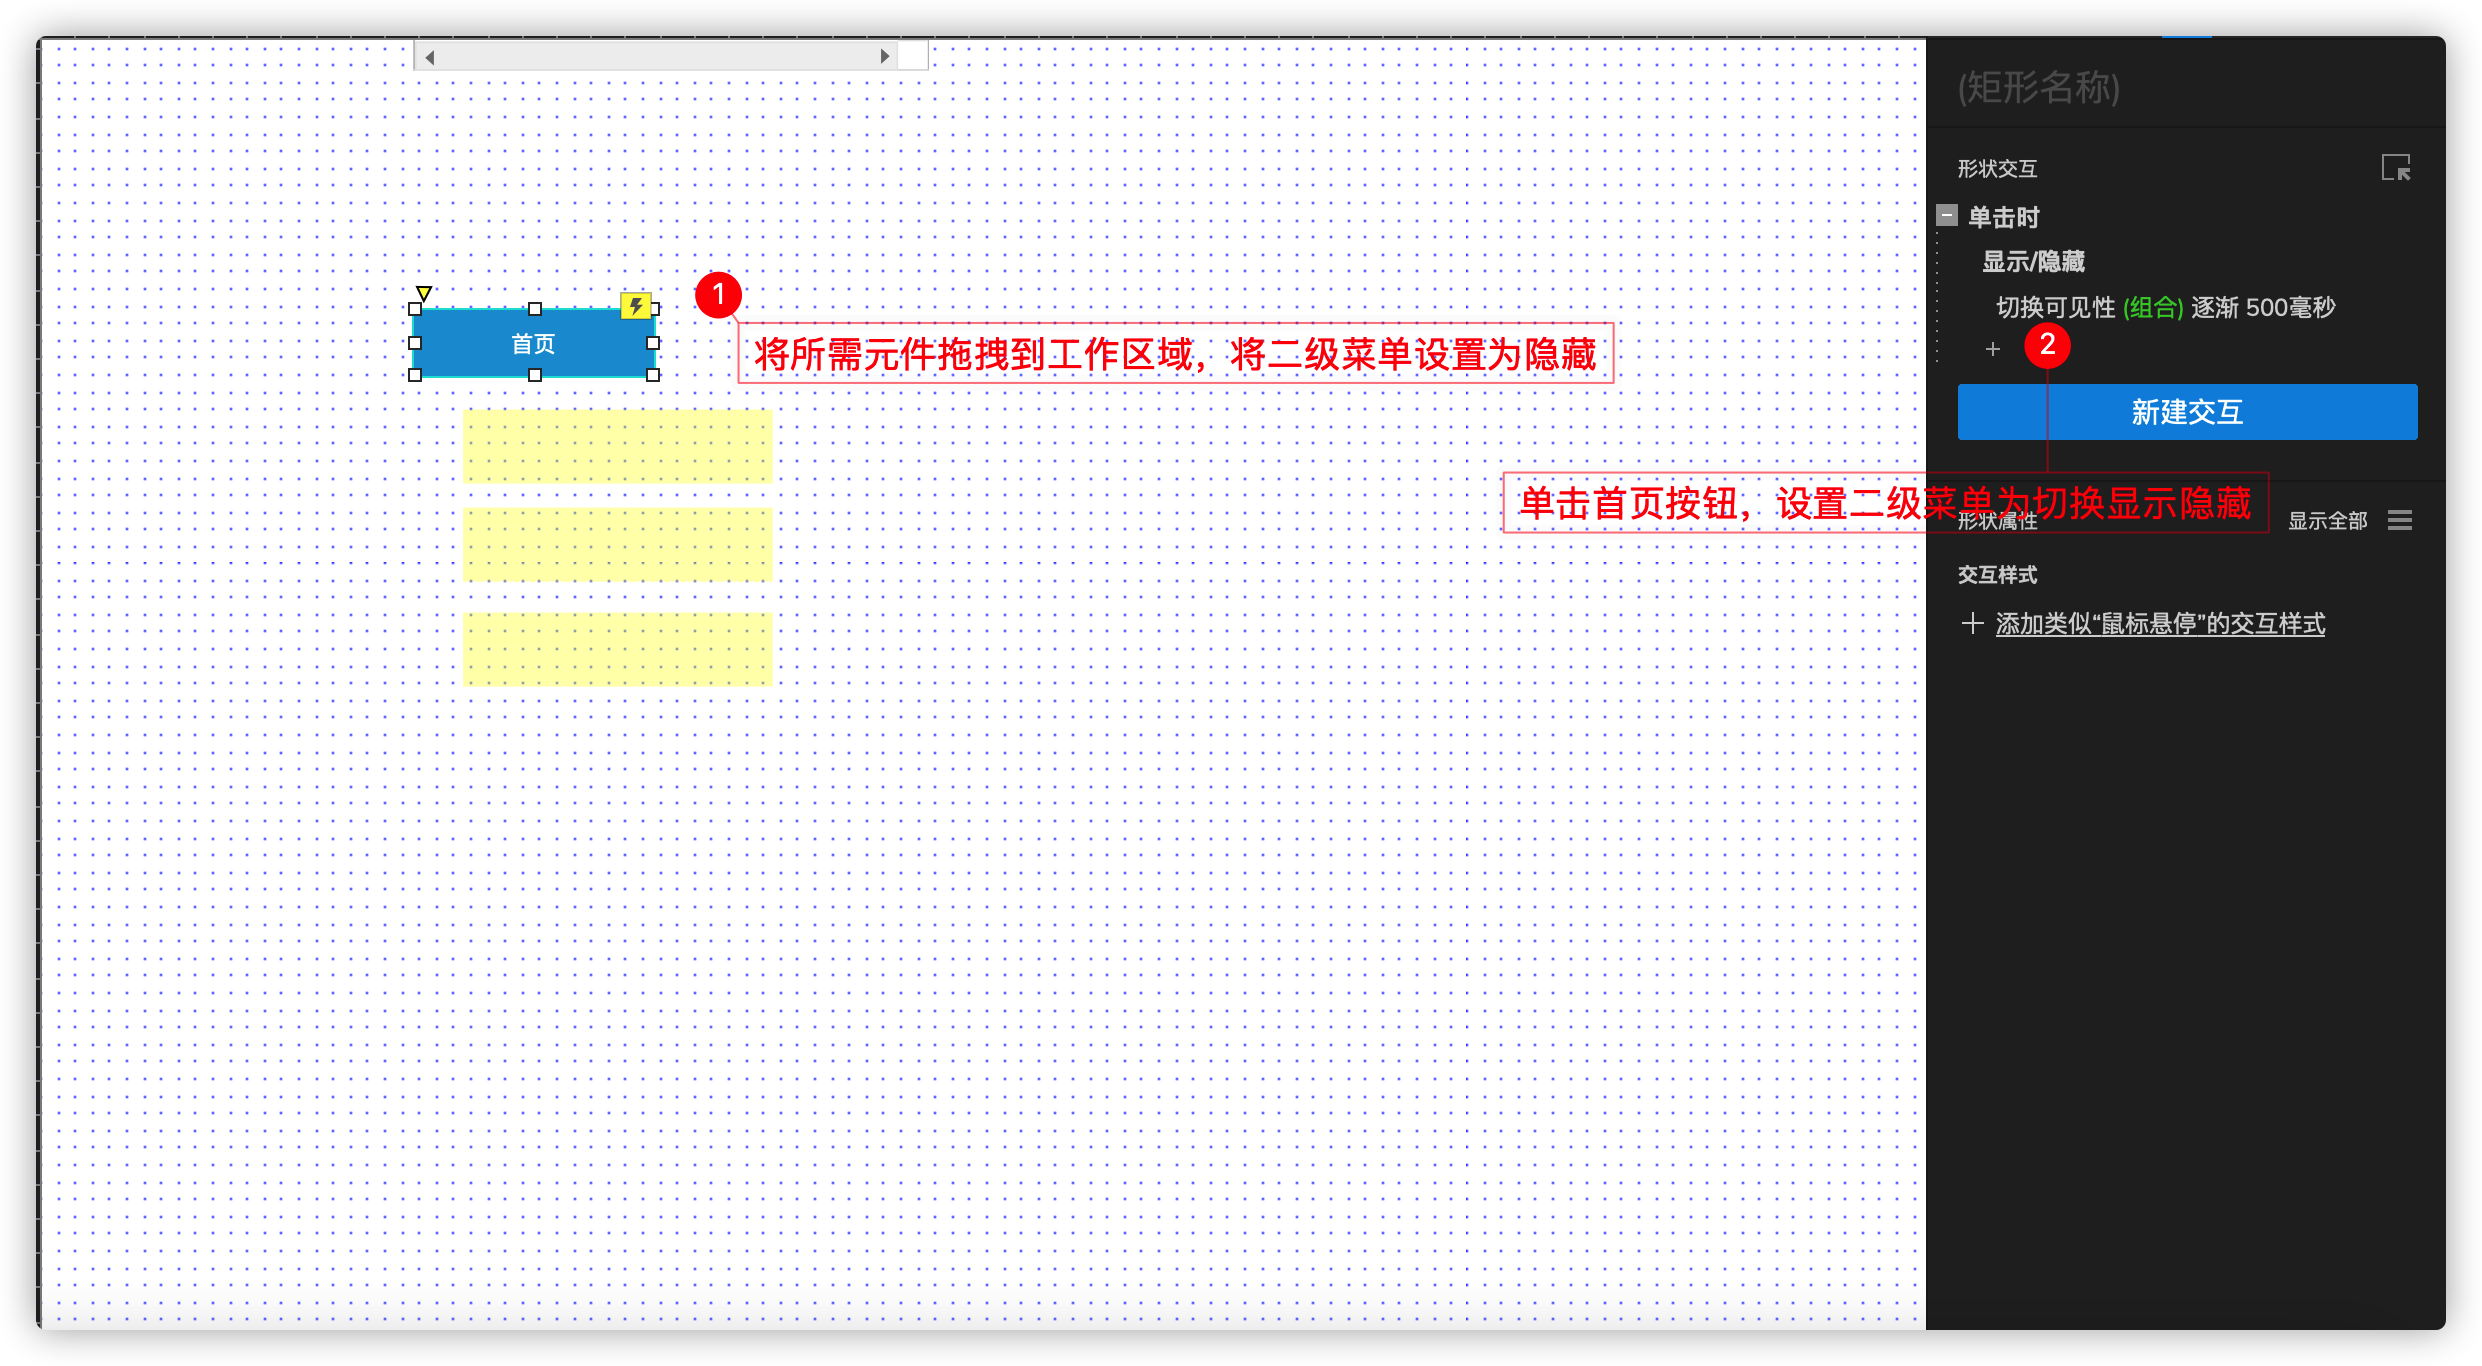 (矩形名称)
形状交互
单击时
显示/隐藏
切换可见性 (组合) 逐渐 500毫秒
1
首页
将所需元件拖拽到工作区域，将二级菜单设置为隐藏
2
新建交互
单击首页按钮，设置二级菜单为切换显示隐藏
形状属性
显示全部
交互样式
添加类似“鼠标悬停”的交互样式